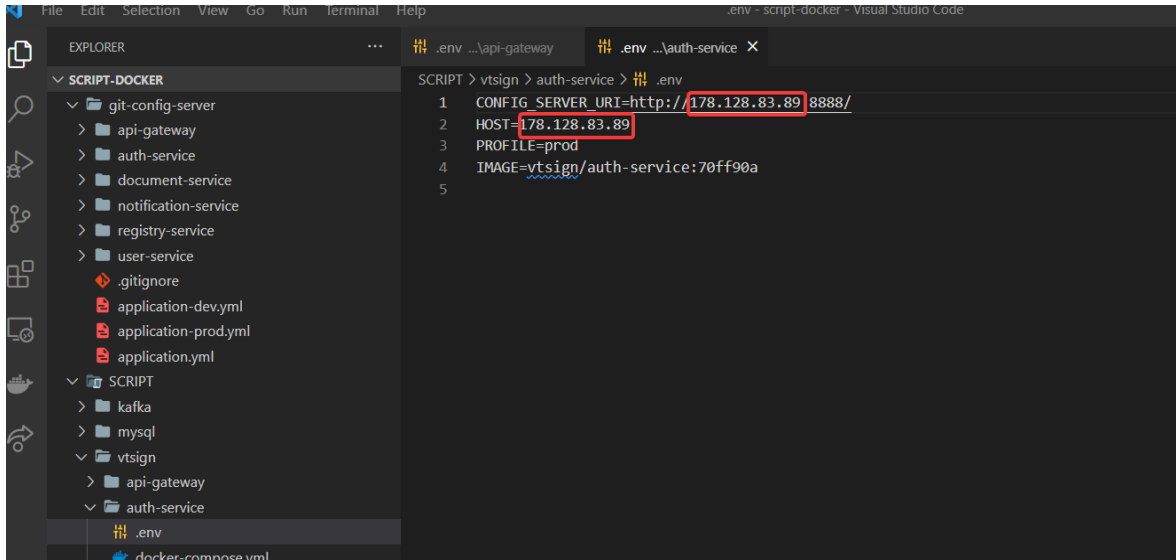 File Edit Selection View Go Run Terminal Help .env - script-docker - Visual Studio Code
EXPLORER ...
.env ...\api-gateway .env ...\auth-service
SCRIPT > vtsign > auth-service > .env
SCRIPT-DOCKER
git-config-server
api-gateway
auth-service
document-service
notification-service
registry-service
user-service
.gitignore
application-dev.yml
application-prod.yml
application.yml
SCRIPT
kafka
mysql
vtsign
api-gateway
auth-service
.env
docker-compose.yml
1 CONFIG_SERVER_URI=http://178.128.83.89:8888/
2 HOST=178.128.83.89
3 PROFILE=prod
4 IMAGE=vtsign/auth-service:70ff90a
5